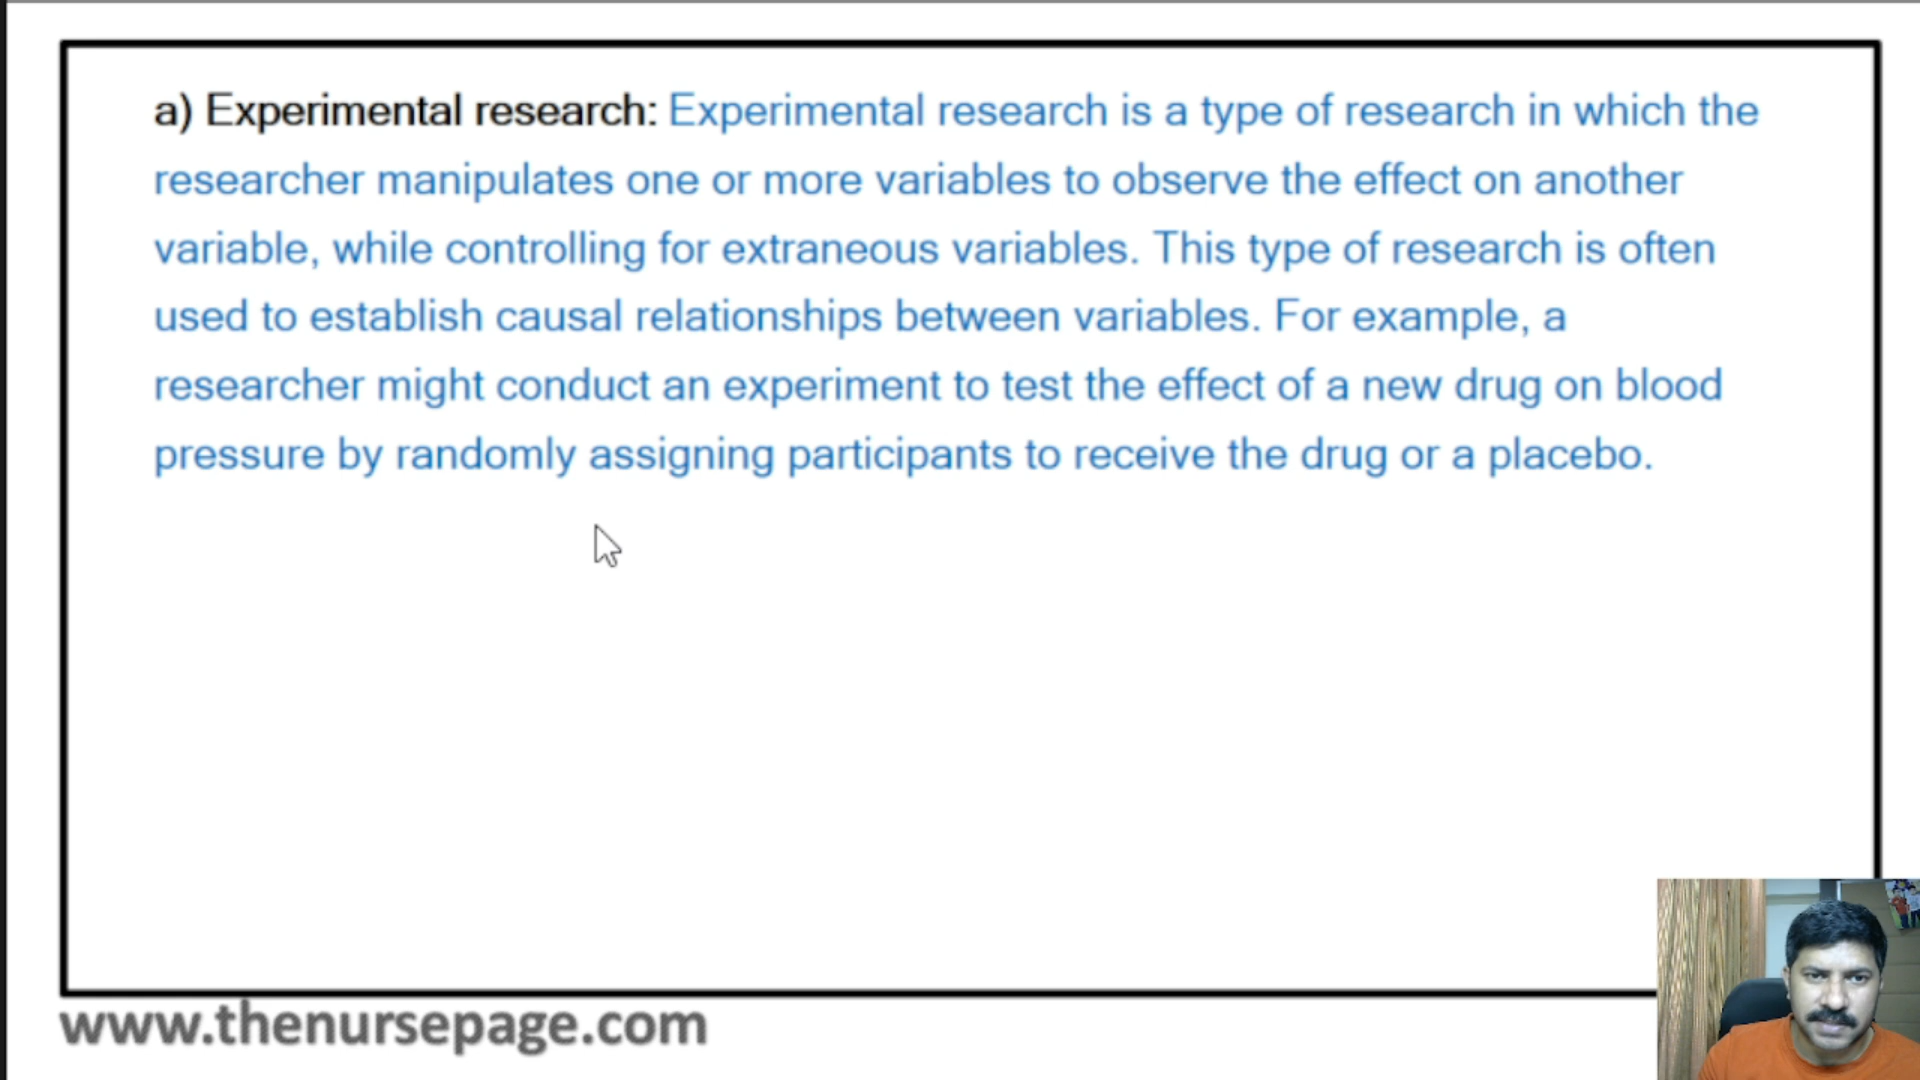 a) Experimental research: Experimental research is a type of research in which the
researcher manipulates one or more variables to observe the effect on another
variable, while controlling for extraneous variables. This type of research is often
used to establish causal relationships between variables. For example, a
researcher might conduct an experiment to test the effect of a new drug on blood
pressure by randomly assigning participants to receive the drug or a placebo.
www.thenursepage.com